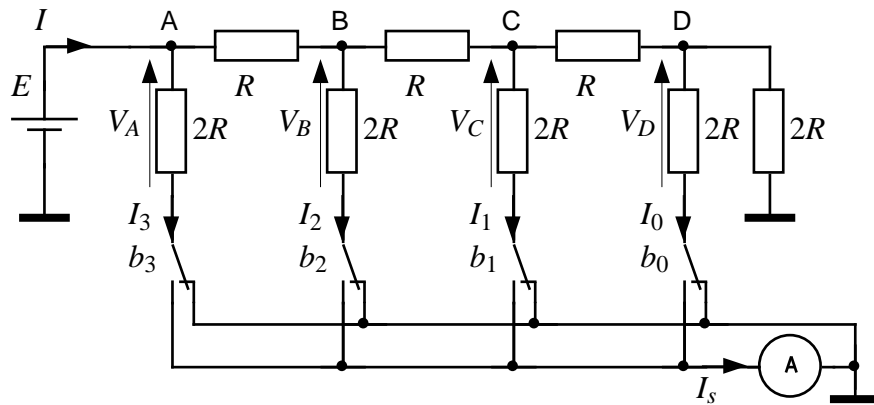 I A B C D
E R R R
V_A 2R V_B 2R V_C 2R V_D 2R 2R
I_3 I_2 I_1 I_0
b_3 b_2 b_1 b_0
I_s A